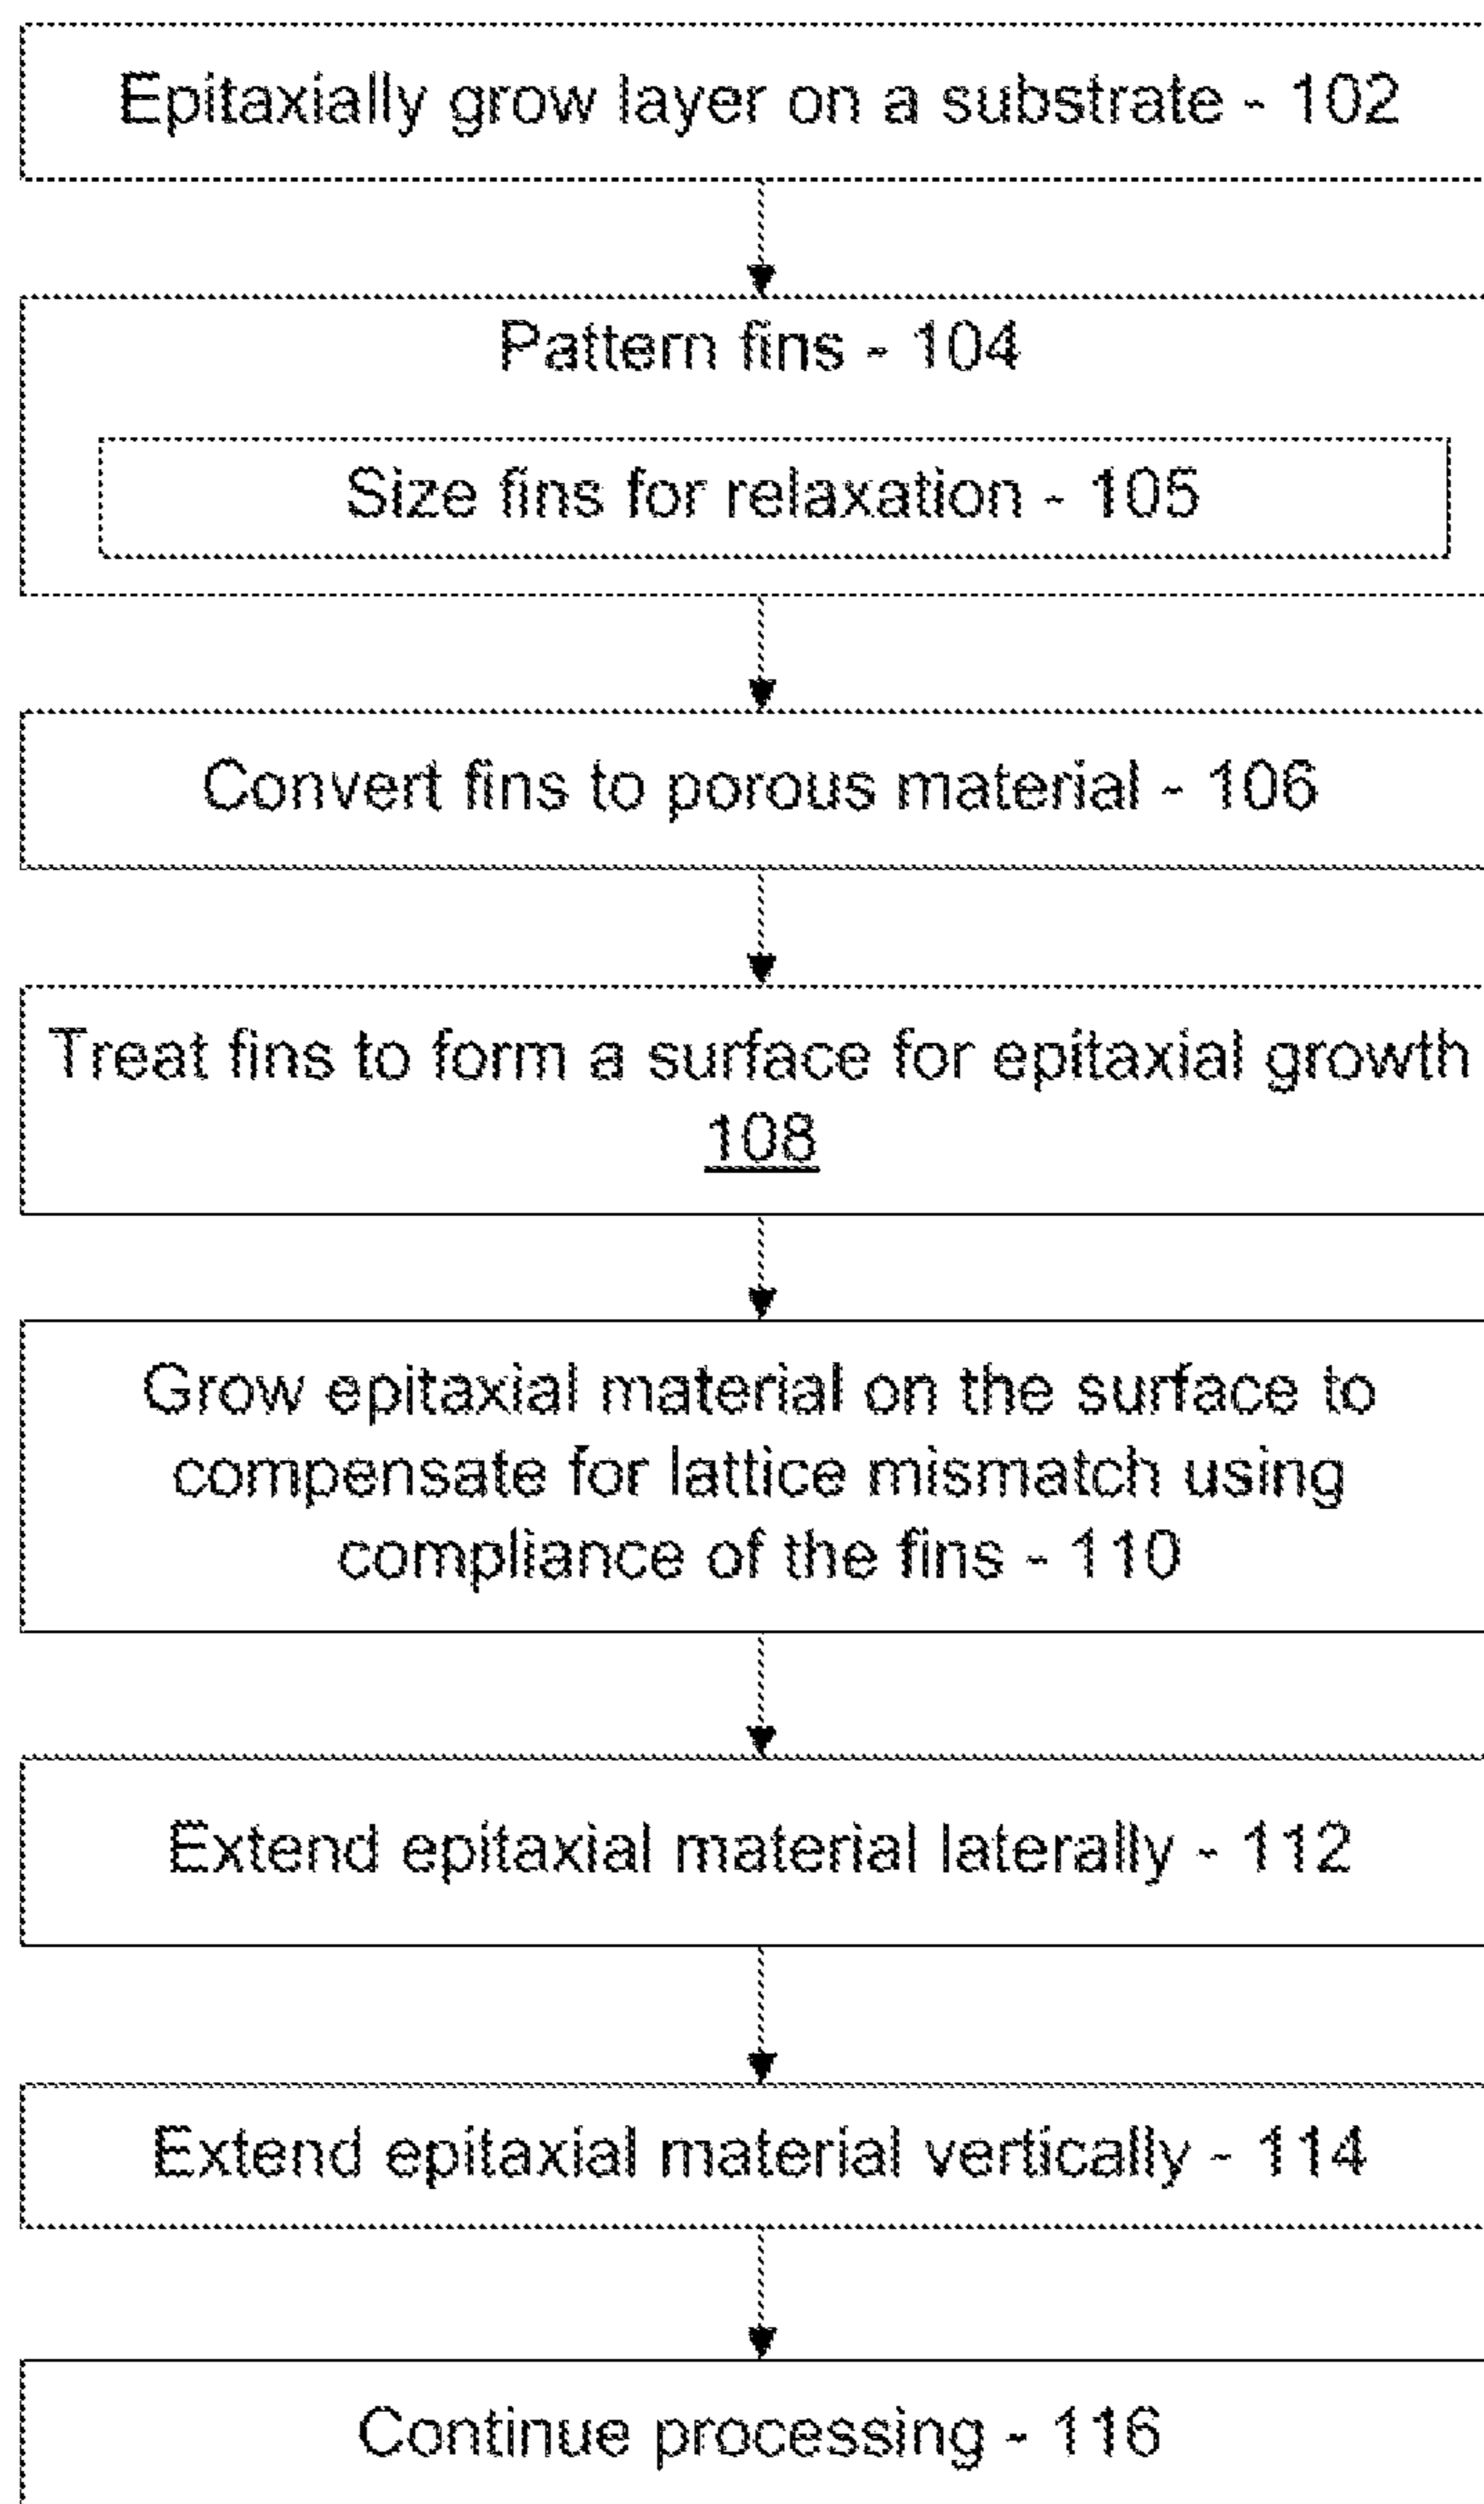 Epitaxially grow layer on a substrate - 102
Pattern fins - 104
Size fins for relaxation - 105
Convert fins to porous material - 106
Treat fins to form a surface for epitaxial growth
108
Grow epitaxial material on the surface to
compensate for lattice mismatch using
compliance of the fins - 110
Extend epitaxial material laterally - 112
Extend epitaxial material vertically - 114
Continue processing - 116